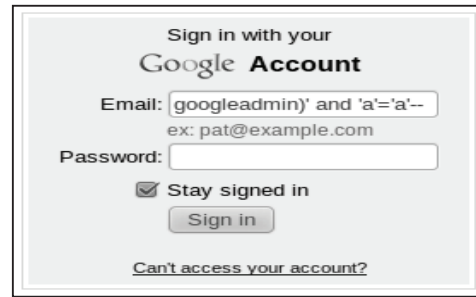 Sign in with your
Google Account
Email: googleadmin)' and 'a'='a'--
ex: pat@example.com
Password:
Stay signed in
Sign in
Can't access your account?